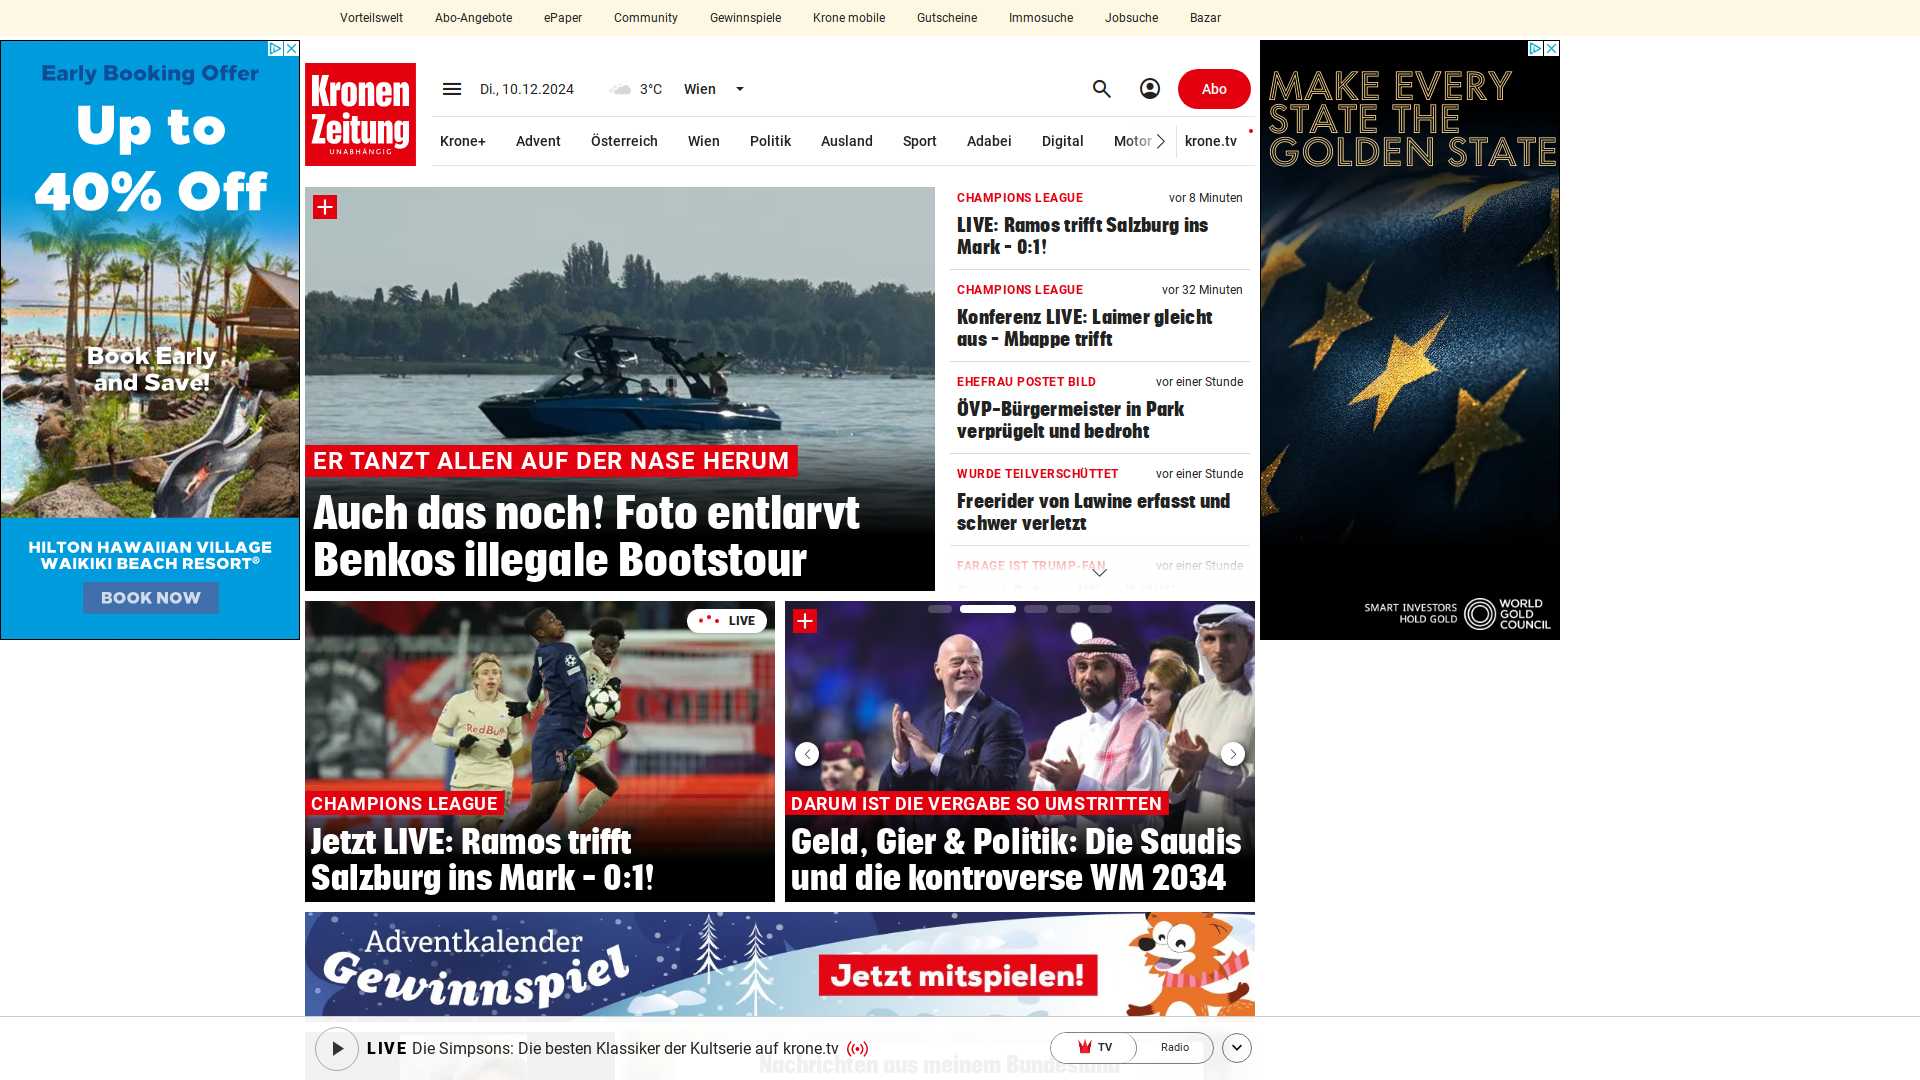 Vorteilswelt Abo-Angebote ePaper Community Gewinnspiele Krone mobile Gutscheine Immosuche Jobsuche Bazar
Early Booking Offer
Up to
40% Off
Book Early
and Save!
HILTON HAWAIIAN VILLAGE
WAIKIKI BEACH RESORT®
BOOK NOW
Kronen
Zeitung
UNABHÄNGIG
Di., 10.12.2024 3°C Wien
Abo
Krone+ Advent Österreich Wien Politik Ausland Sport Adabei Digital Motor krone.tv
ER TANZT ALLEN AUF DER NASE HERUM
Auch das noch! Foto entlarvt
Benkos illegale Bootstour
CHAMPIONS LEAGUE vor 8 Minuten
LIVE: Ramos trifft Salzburg ins
Mark – 0:1!
CHAMPIONS LEAGUE vor 32 Minuten
Konferenz LIVE: Laimer gleicht
aus – Mbappe trifft
EHEFRAU POSTET BILD vor einer Stunde
ÖVP-Bürgermeister in Park
verprügelt und bedroht
WURDE TEILVERSCHÜTTET vor einer Stunde
Freerider von Lawine erfasst und
schwer verletzt
FARAGE IST TRUMP-FAN vor einer Stunde
MAKE EVERY
STATE THE
GOLDEN STATE
SMART INVESTORS
HOLD GOLD
WORLD
GOLD
COUNCIL
LIVE
RedBull
CHAMPIONS LEAGUE
Jetzt LIVE: Ramos trifft
Salzburg ins Mark – 0:1!
DARUM IST DIE VERGABE SO UMSTRITTEN
Geld, Gier & Politik: Die Saudis
und die kontroverse WM 2034
Adventkalender
Gewinnspiel
Jetzt mitspielen!
LIVE Die Simpsons: Die besten Klassiker der Kultserie auf krone.tv
TV Radio
Nachrichten aus meinem Bundesland